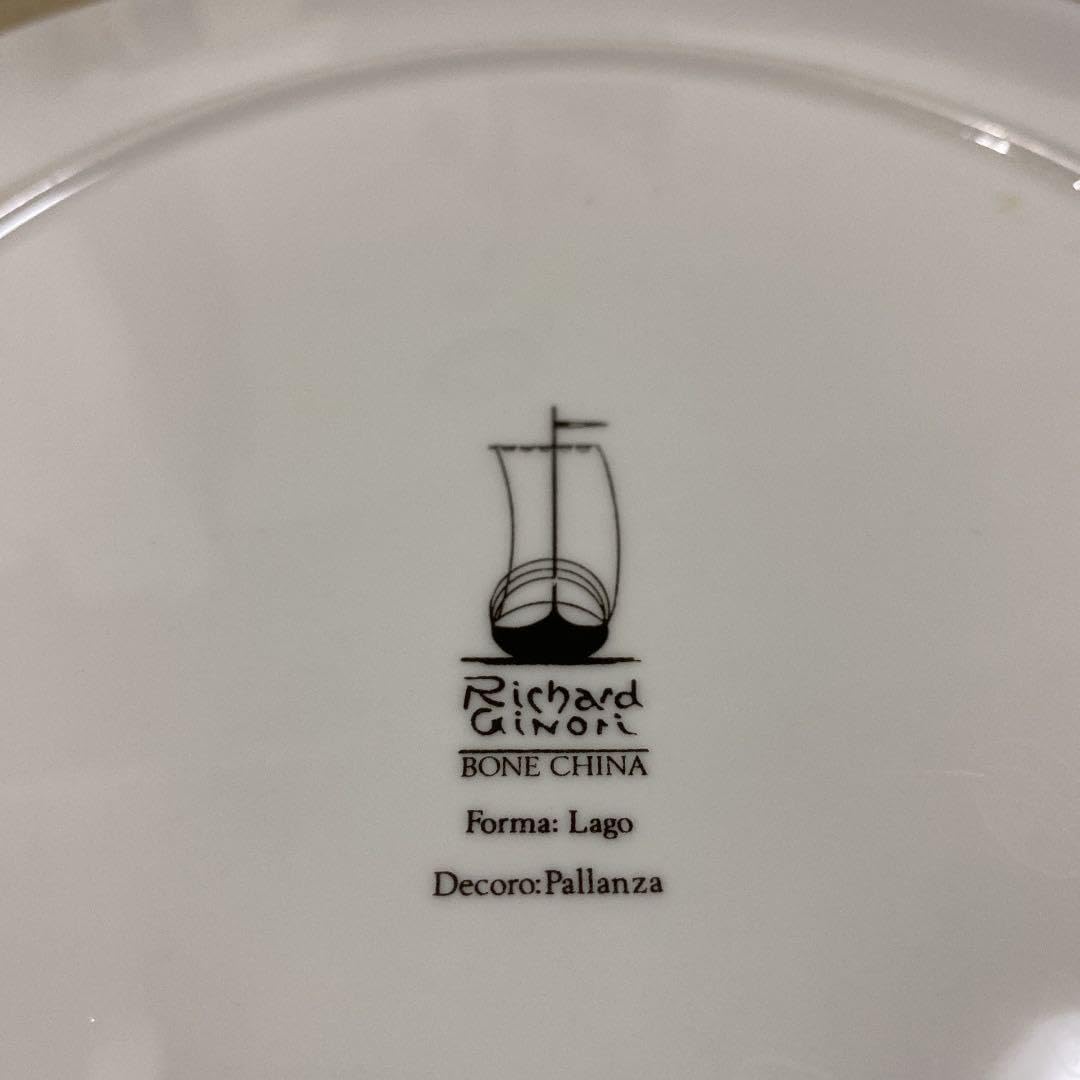 Richard
GiNori
BONE CHINA
Forma: Lago
Decoro:Pallanza